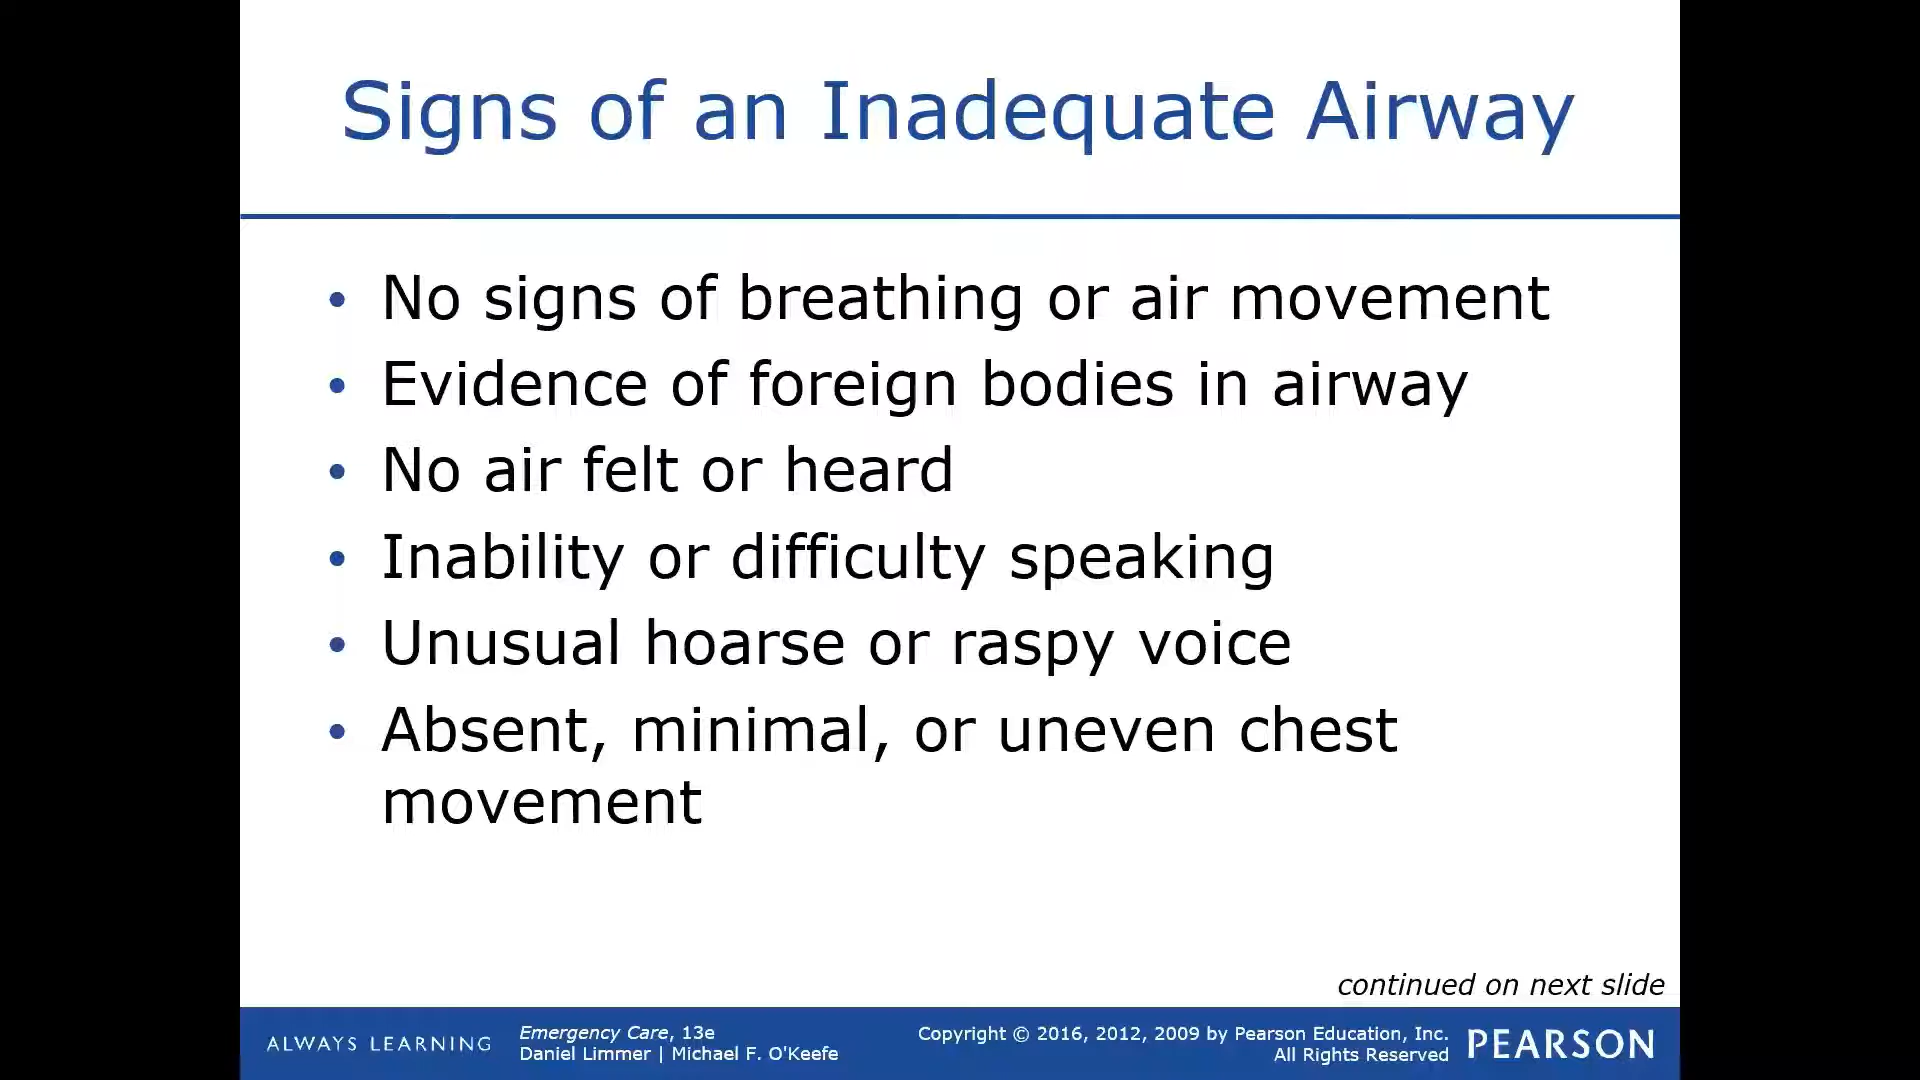 Signs of an Inadequate Airway
• No signs of breathing or air movement
• Evidence of foreign bodies in airway
• No air felt or heard
• Inability or difficulty speaking
• Unusual hoarse or raspy voice
• Absent, minimal, or uneven chest
movement
continued on next slide
ALWAYS LEARNING
Emergency Care, 13e
Daniel Limmer | Michael F. O'Keefe
Copyright © 2016, 2012, 2009 by Pearson Education, Inc.
All Rights Reserved
PEARSON